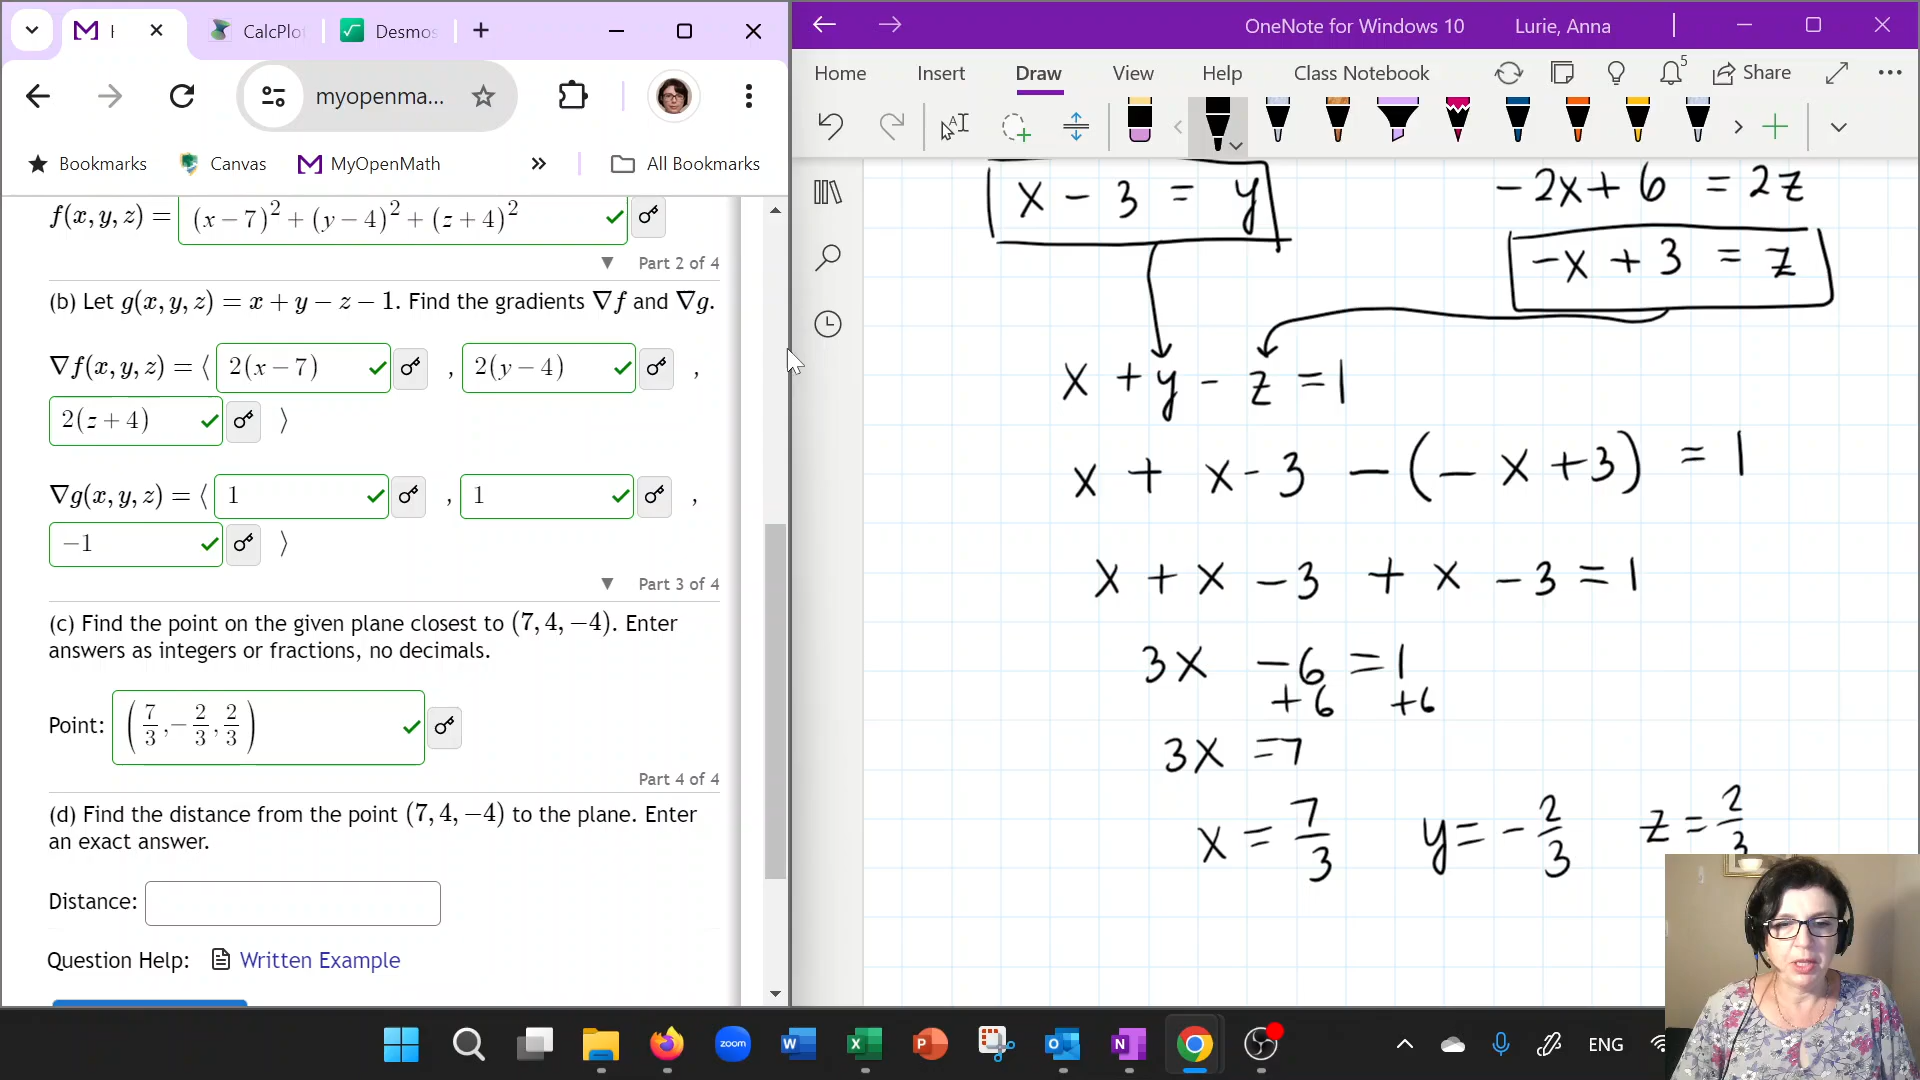 CalcPlo
Desmos
OneNote for Windows 10
Lurie, Anna
myopenma...
Home
Insert
Draw
View
Help
Class Notebook
5
Share
Bookmarks
Canvas
MyOpenMath
»
All Bookmarks
f(x, y, z) = (x − 7)² + (y − 4)² + (z + 4)²
▼ Part 2 of 4
(b) Let g(x, y, z) = x + y − z − 1. Find the gradients ∇f and ∇g.
∇f(x, y, z) = ⟨ 2(x − 7) , 2(y − 4) ,
2(z + 4) ⟩
∇g(x, y, z) = ⟨ 1 , 1 ,
−1 ⟩
▼ Part 3 of 4
(c) Find the point on the given plane closest to (7, 4, −4). Enter
answers as integers or fractions, no decimals.
Point: (7/3, −2/3, 2/3)
Part 4 of 4
(d) Find the distance from the point (7, 4, −4) to the plane. Enter
an exact answer.
Distance:
Question Help: Written Example
x − 3 = y
−2x + 6 = 2z
−x + 3 = z
x + y − z = 1
x + x − 3 − (−x + 3) = 1
x + x − 3 + x − 3 = 1
3x − 6 = 1
+6 +6
3x = 7
x = 7/3 y = −2/3 z = 2/3
zoom
ENG